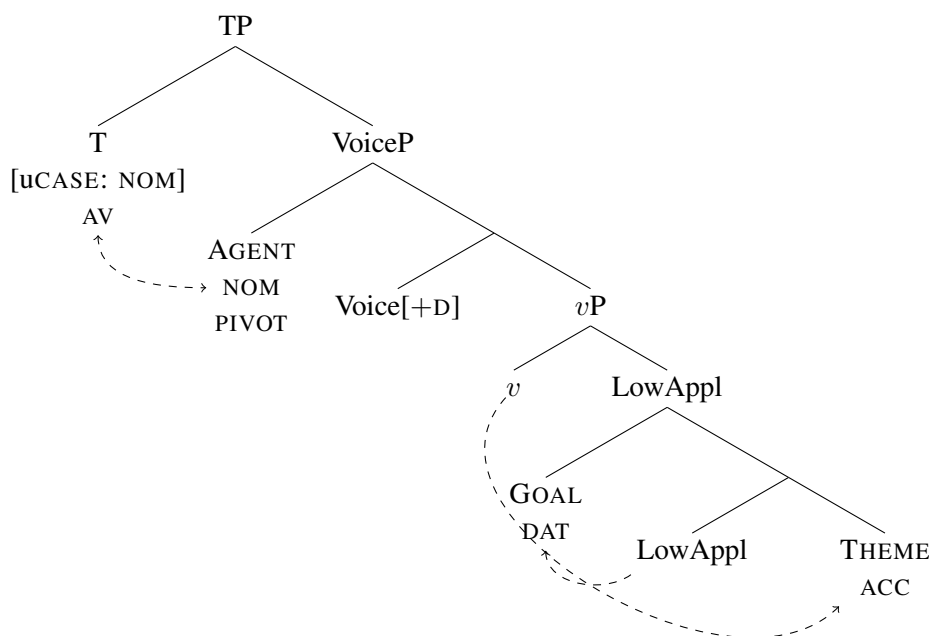 TP
T
VoiceP
[uCASE: NOM]
AV
AGENT
NOM
PIVOT
Voice[+D]
vP
v
LowAppl
GOAL
DAT
LowAppl
THEME
ACC